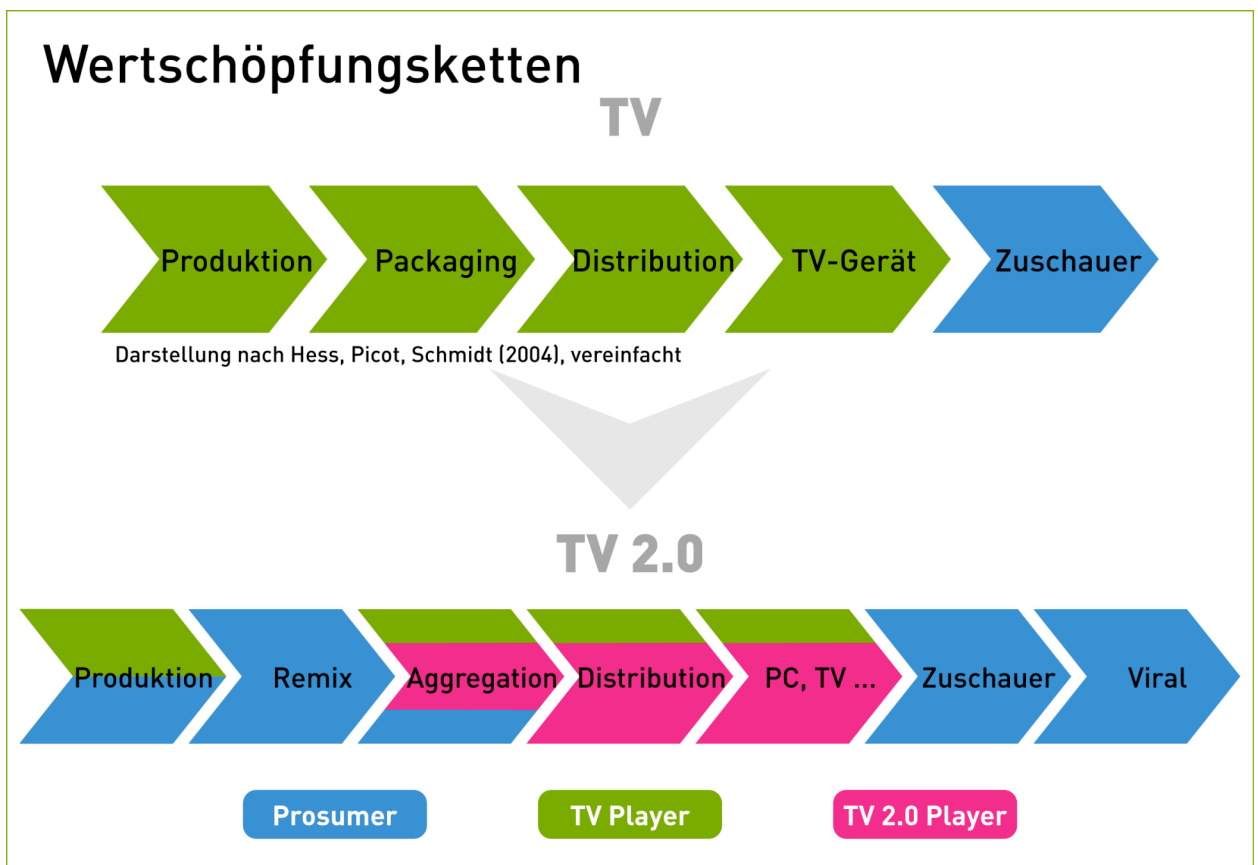 Wertschöpfungsketten
TV
Produktion
Packaging
Distribution
TV-Gerät
Zuschauer
Darstellung nach Hess, Picot, Schmidt (2004), vereinfacht
TV 2.0
Produktion
Remix
Aggregation
Distribution
PC, TV ...
Zuschauer
Viral
Prosumer
TV Player
TV 2.0 Player